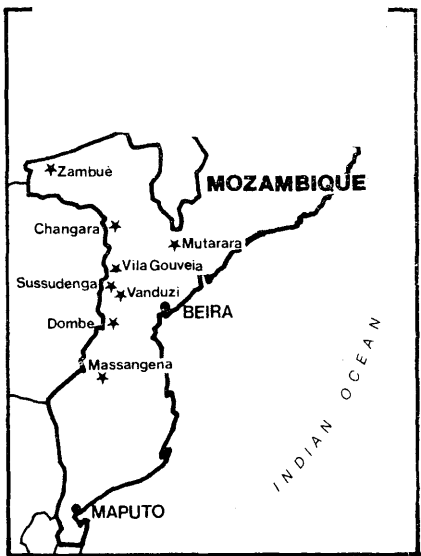 Zambuè
MOZAMBIQUE
Changara
Mutarara
Vila Gouveia
Sussudenga
Vanduzi
BEIRA
Dombe
Massangena
INDIAN OCEAN
MAPUTO